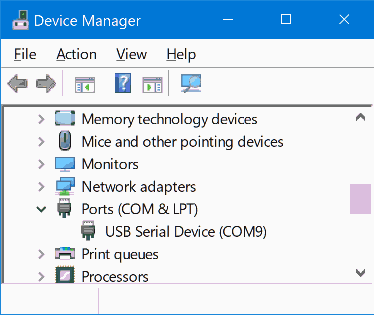 Device Manager
File Action View Help
Memory technology devices
Mice and other pointing devices
Monitors
Network adapters
Ports (COM & LPT)
USB Serial Device (COM9)
Print queues
Processors